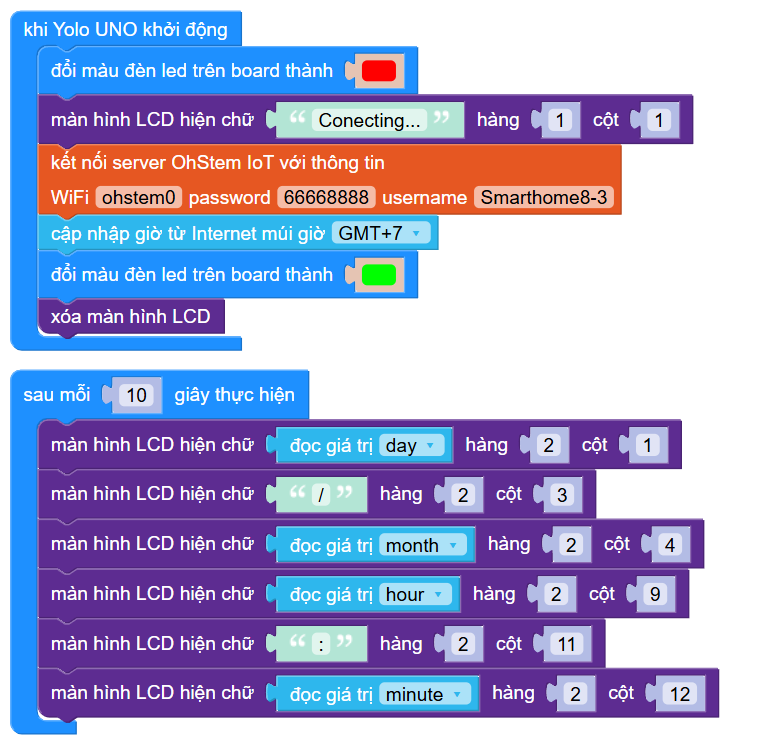 khi Yolo UNO khởi động
đổi màu đèn led trên board thành
màn hình LCD hiện chữ “ Conecting... ” hàng 1 cột 1
kết nối server OhStem IoT với thông tin
WiFi ohstem0 password 66668888 username Smarthome8-3
cập nhập giờ từ Internet múi giờ GMT+7
đổi màu đèn led trên board thành
xóa màn hình LCD
sau mỗi 10 giây thực hiện
màn hình LCD hiện chữ đọc giá trị day hàng 2 cột 1
màn hình LCD hiện chữ “ / ” hàng 2 cột 3
màn hình LCD hiện chữ đọc giá trị month hàng 2 cột 4
màn hình LCD hiện chữ đọc giá trị hour hàng 2 cột 9
màn hình LCD hiện chữ “ : ” hàng 2 cột 11
màn hình LCD hiện chữ đọc giá trị minute hàng 2 cột 12